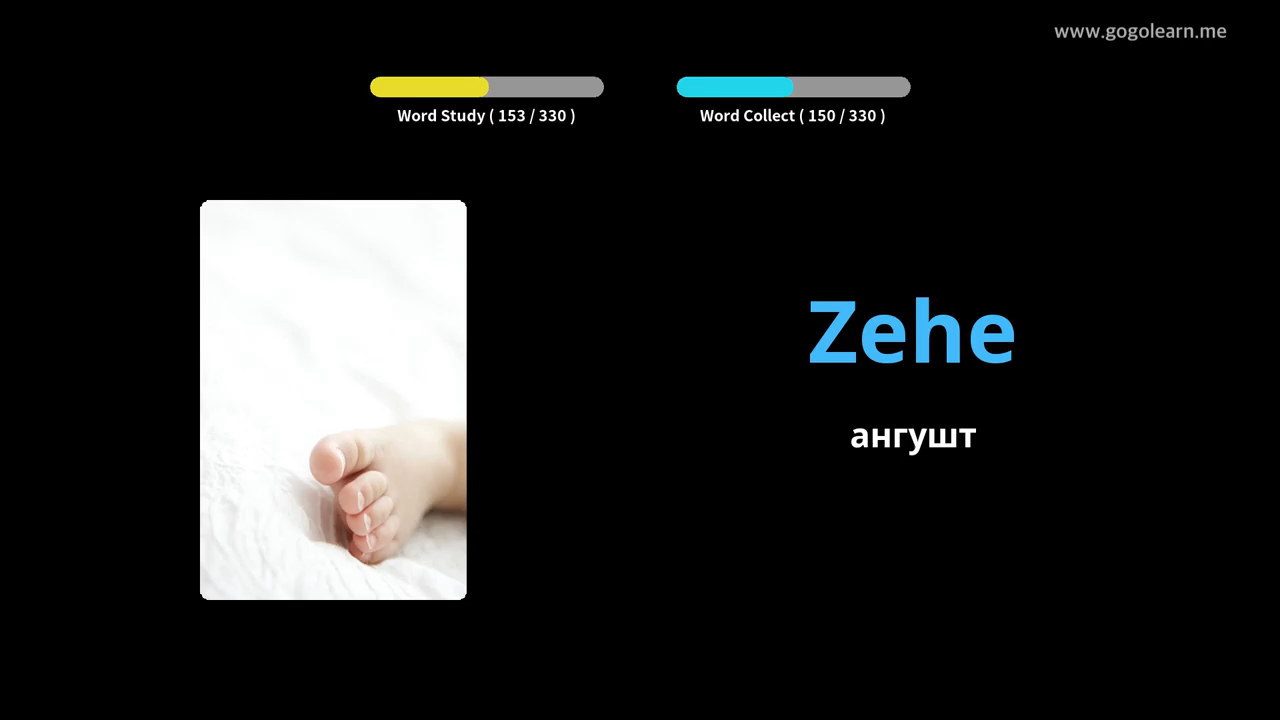 www.gogolearn.me
Word Study ( 153 / 330 )
Word Collect ( 150 / 330 )
Zehe
ангушт